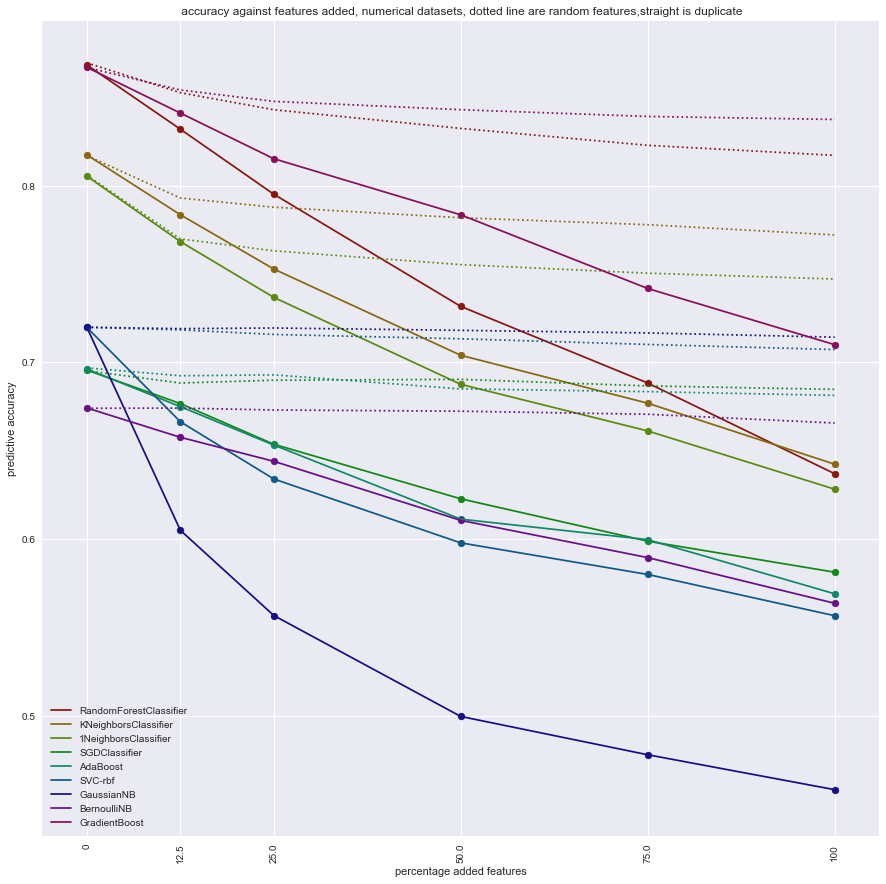 accuracy against features added, numerical datasets, dotted line are random features,straight is duplicate
predictive accuracy
0.8
0.7
0.6
0.5
RandomForestClassifier
KNeighborsClassifier
1NeighborsClassifier
SGDClassifier
AdaBoost
SVC-rbf
GaussianNB
BernoulliNB
GradientBoost
0
12.5
25.0
50.0
75.0
100
percentage added features